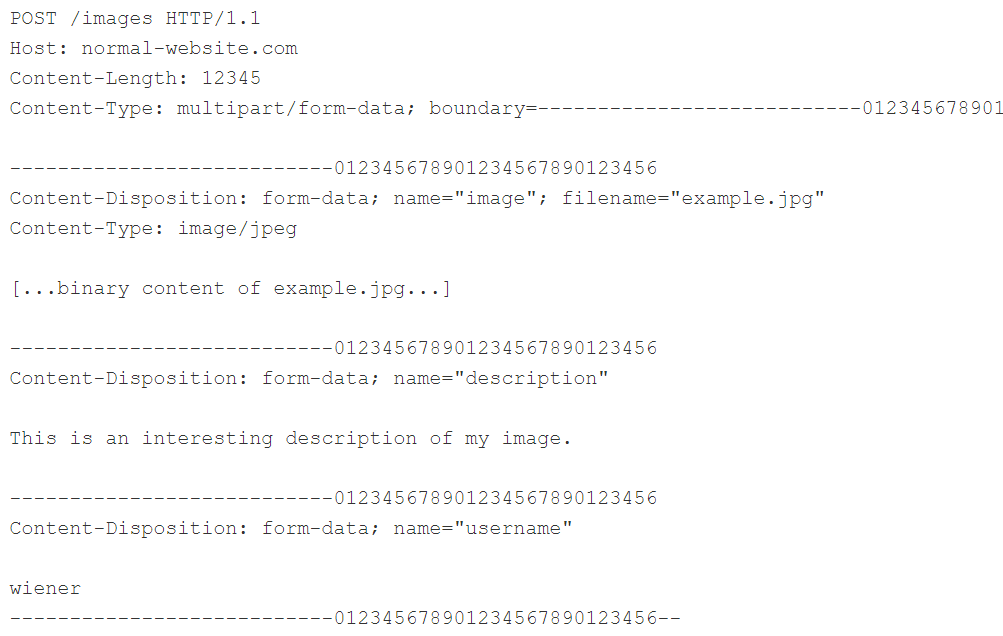 POST /images HTTP/1.1
Host: normal-website.com
Content-Length: 12345
Content-Type: multipart/form-data; boundary=---------------------------012345678901
---------------------------012345678901234567890123456
Content-Disposition: form-data; name="image"; filename="example.jpg"
Content-Type: image/jpeg
[...binary content of example.jpg...]
---------------------------012345678901234567890123456
Content-Disposition: form-data; name="description"
This is an interesting description of my image.
---------------------------012345678901234567890123456
Content-Disposition: form-data; name="username"
wiener
---------------------------012345678901234567890123456--